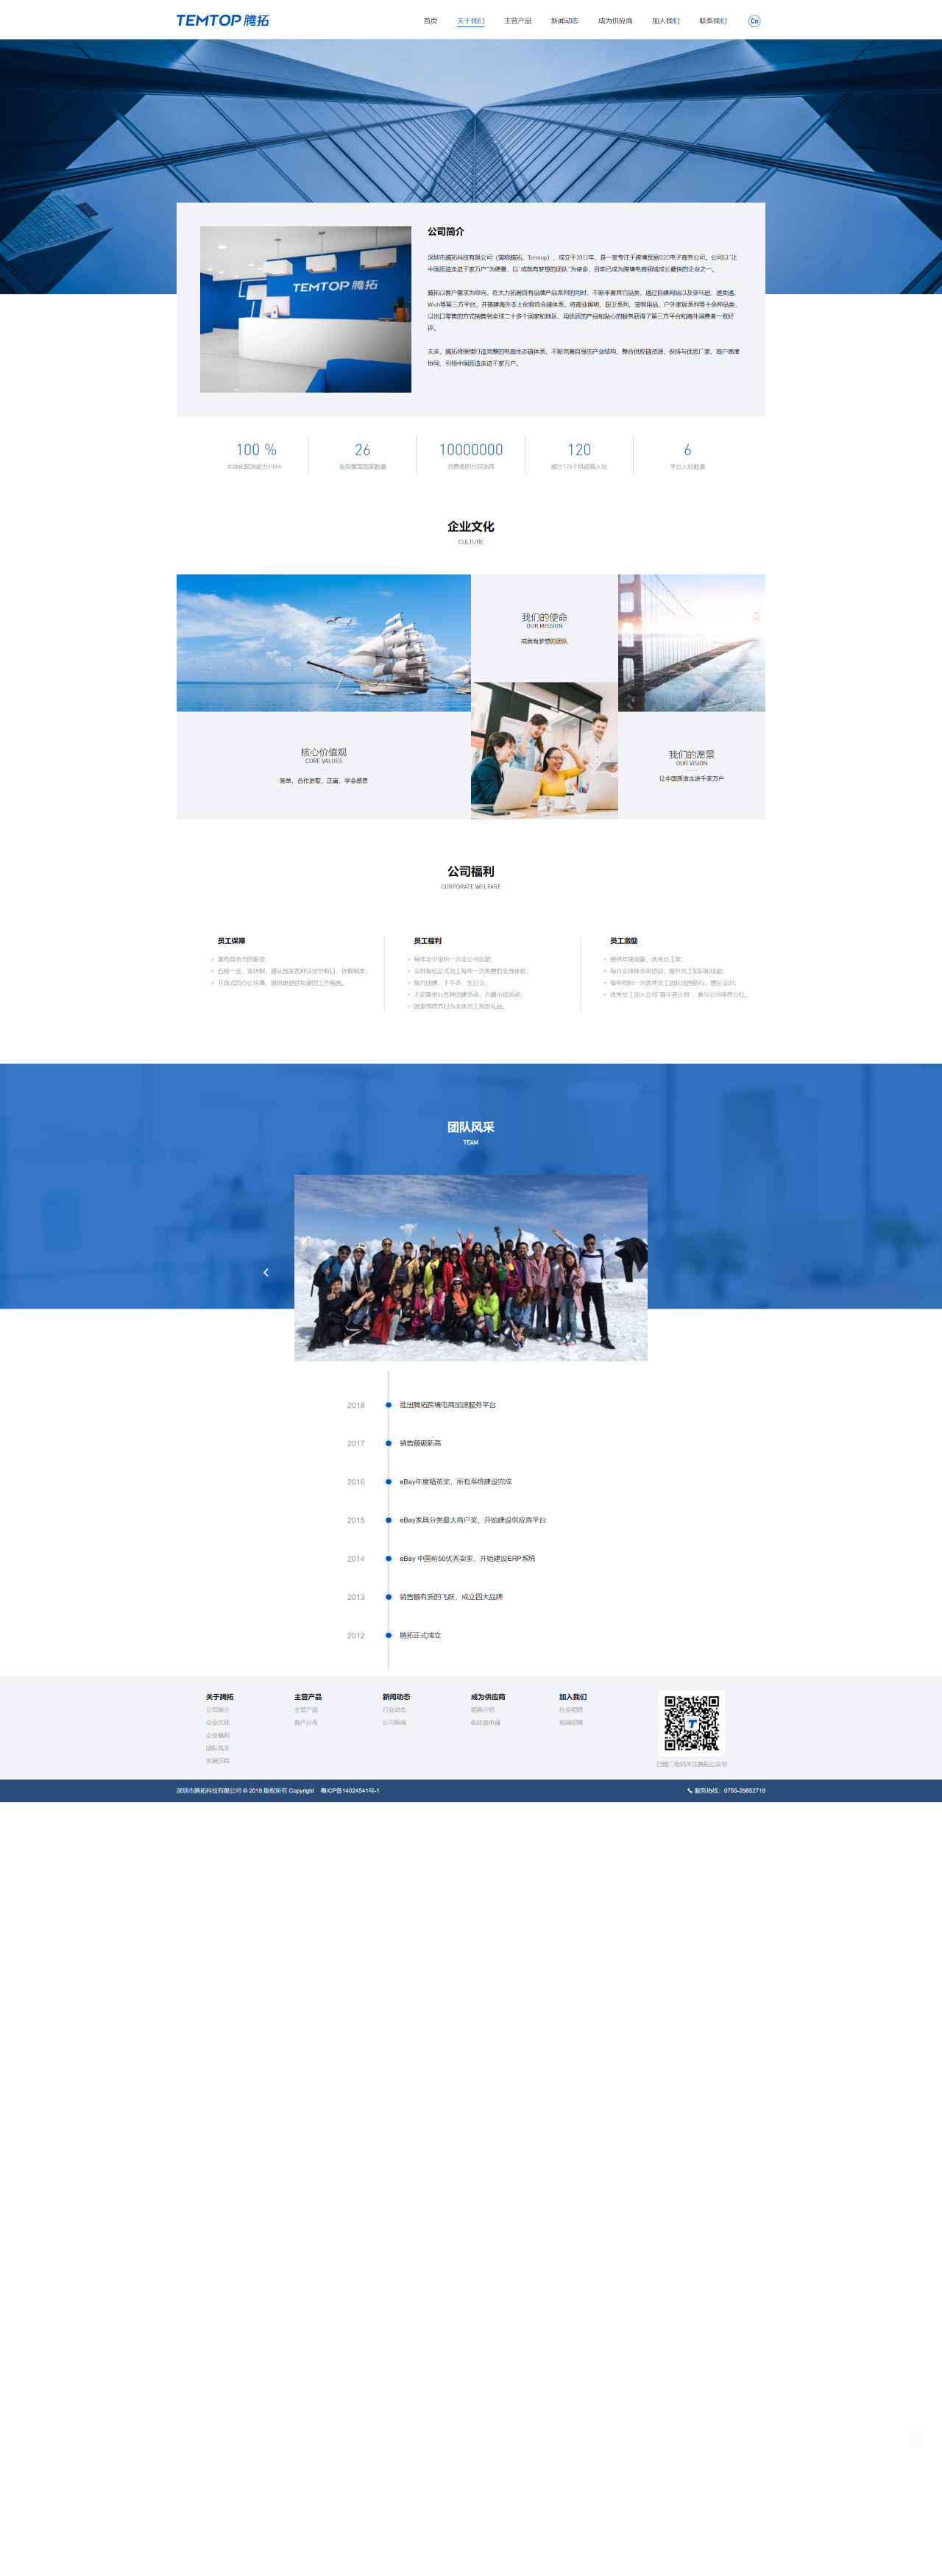 TEMTOP 腾拓
首页
关于我们
主营产品
新闻动态
成为供应商
加入我们
联系我们
Cn
公司简介
TEMTOP 腾拓
深圳市腾拓科技有限公司（简称腾拓，Temtop），成立于2012年，是一家专注于跨境贸易B2C电子商务公司。公司以“让
中国质造走进千家万户”为愿景，以“成就有梦想的团队”为使命，目前已成为跨境电商领域成长最快的企业之一。
腾拓以客户需求为导向，在大力拓展自有品牌产品系列的同时，不断丰富其它品类，通过自建网站以及亚马逊、速卖通、
Wish等第三方平台，并搭建海外本土化物流仓储体系，将商业照明、厨卫系列、宠物用品、户外家居系列等十余种品类，
以出口零售的方式销售到全球二十多个国家和地区，用优质的产品和贴心的服务获得了第三方平台和海外消费者一致好
评。
未来，腾拓将继续打造完整的电商生态链体系，不断完善自身的产业结构，整合供应链资源，保持与优质厂家、商户高度
协同，引领中国质造走进千家万户。
100 %
26
10000000
120
6
本地化配送能力100%
业务覆盖国家数量
消费者的共同选择
超过120个供应商入驻
平台入驻数量
企业文化
CULTURE
我们的使命
OUR MISSION
成就有梦想的团队
核心价值观
CORE VALUES
简单，合作进取，正直，学会感恩
我们的愿景
OUR VISION
让中国质造走进千家万户
公司福利
CORPORATE WELFARE
员工保障
富有竞争力的薪资；
五险一金，双休制，遵从国家各种法定节假日，休假制度；
开放式的办公环境，提供更舒适和谐的工作氛围。
员工福利
每年至少组织一次全公司出游；
安排每位正式员工每年一次免费的全身体检；
每月团建、下午茶、生日会；
不定期举行各种团建活动，兴趣小组活动；
国家传统节日为全体员工派发礼品。
员工激励
提供年底双薪，优秀员工奖；
每月安排体系化培训，提升员工知识和技能；
每年组织一次优秀员工团队出国旅行，增长见识；
优秀员工加入公司“奋斗者计划”，参与公司年终分红。
团队风采
TEAM
2018
推出腾拓跨境电商加速服务平台
2017
销售额破新高
2016
eBay年度精英奖，所有系统建设完成
2015
eBay家具分类最大商户奖，开始建设供应商平台
2014
eBay 中国前50优秀卖家，开始建设ERP系统
2013
销售额有质的飞跃，成立四大品牌
2012
腾拓正式成立
关于腾拓
公司简介
企业文化
企业福利
团队风采
发展历程
主营产品
主营产品
客户分布
新闻动态
行业动态
公司新闻
成为供应商
招商介绍
供应商申请
加入我们
社会招聘
校园招聘
T
扫描二维码关注腾拓公众号
深圳市腾拓科技有限公司 © 2018 版权所有 Copyright 粤ICP备14024541号-1
服务热线：0755-29852719